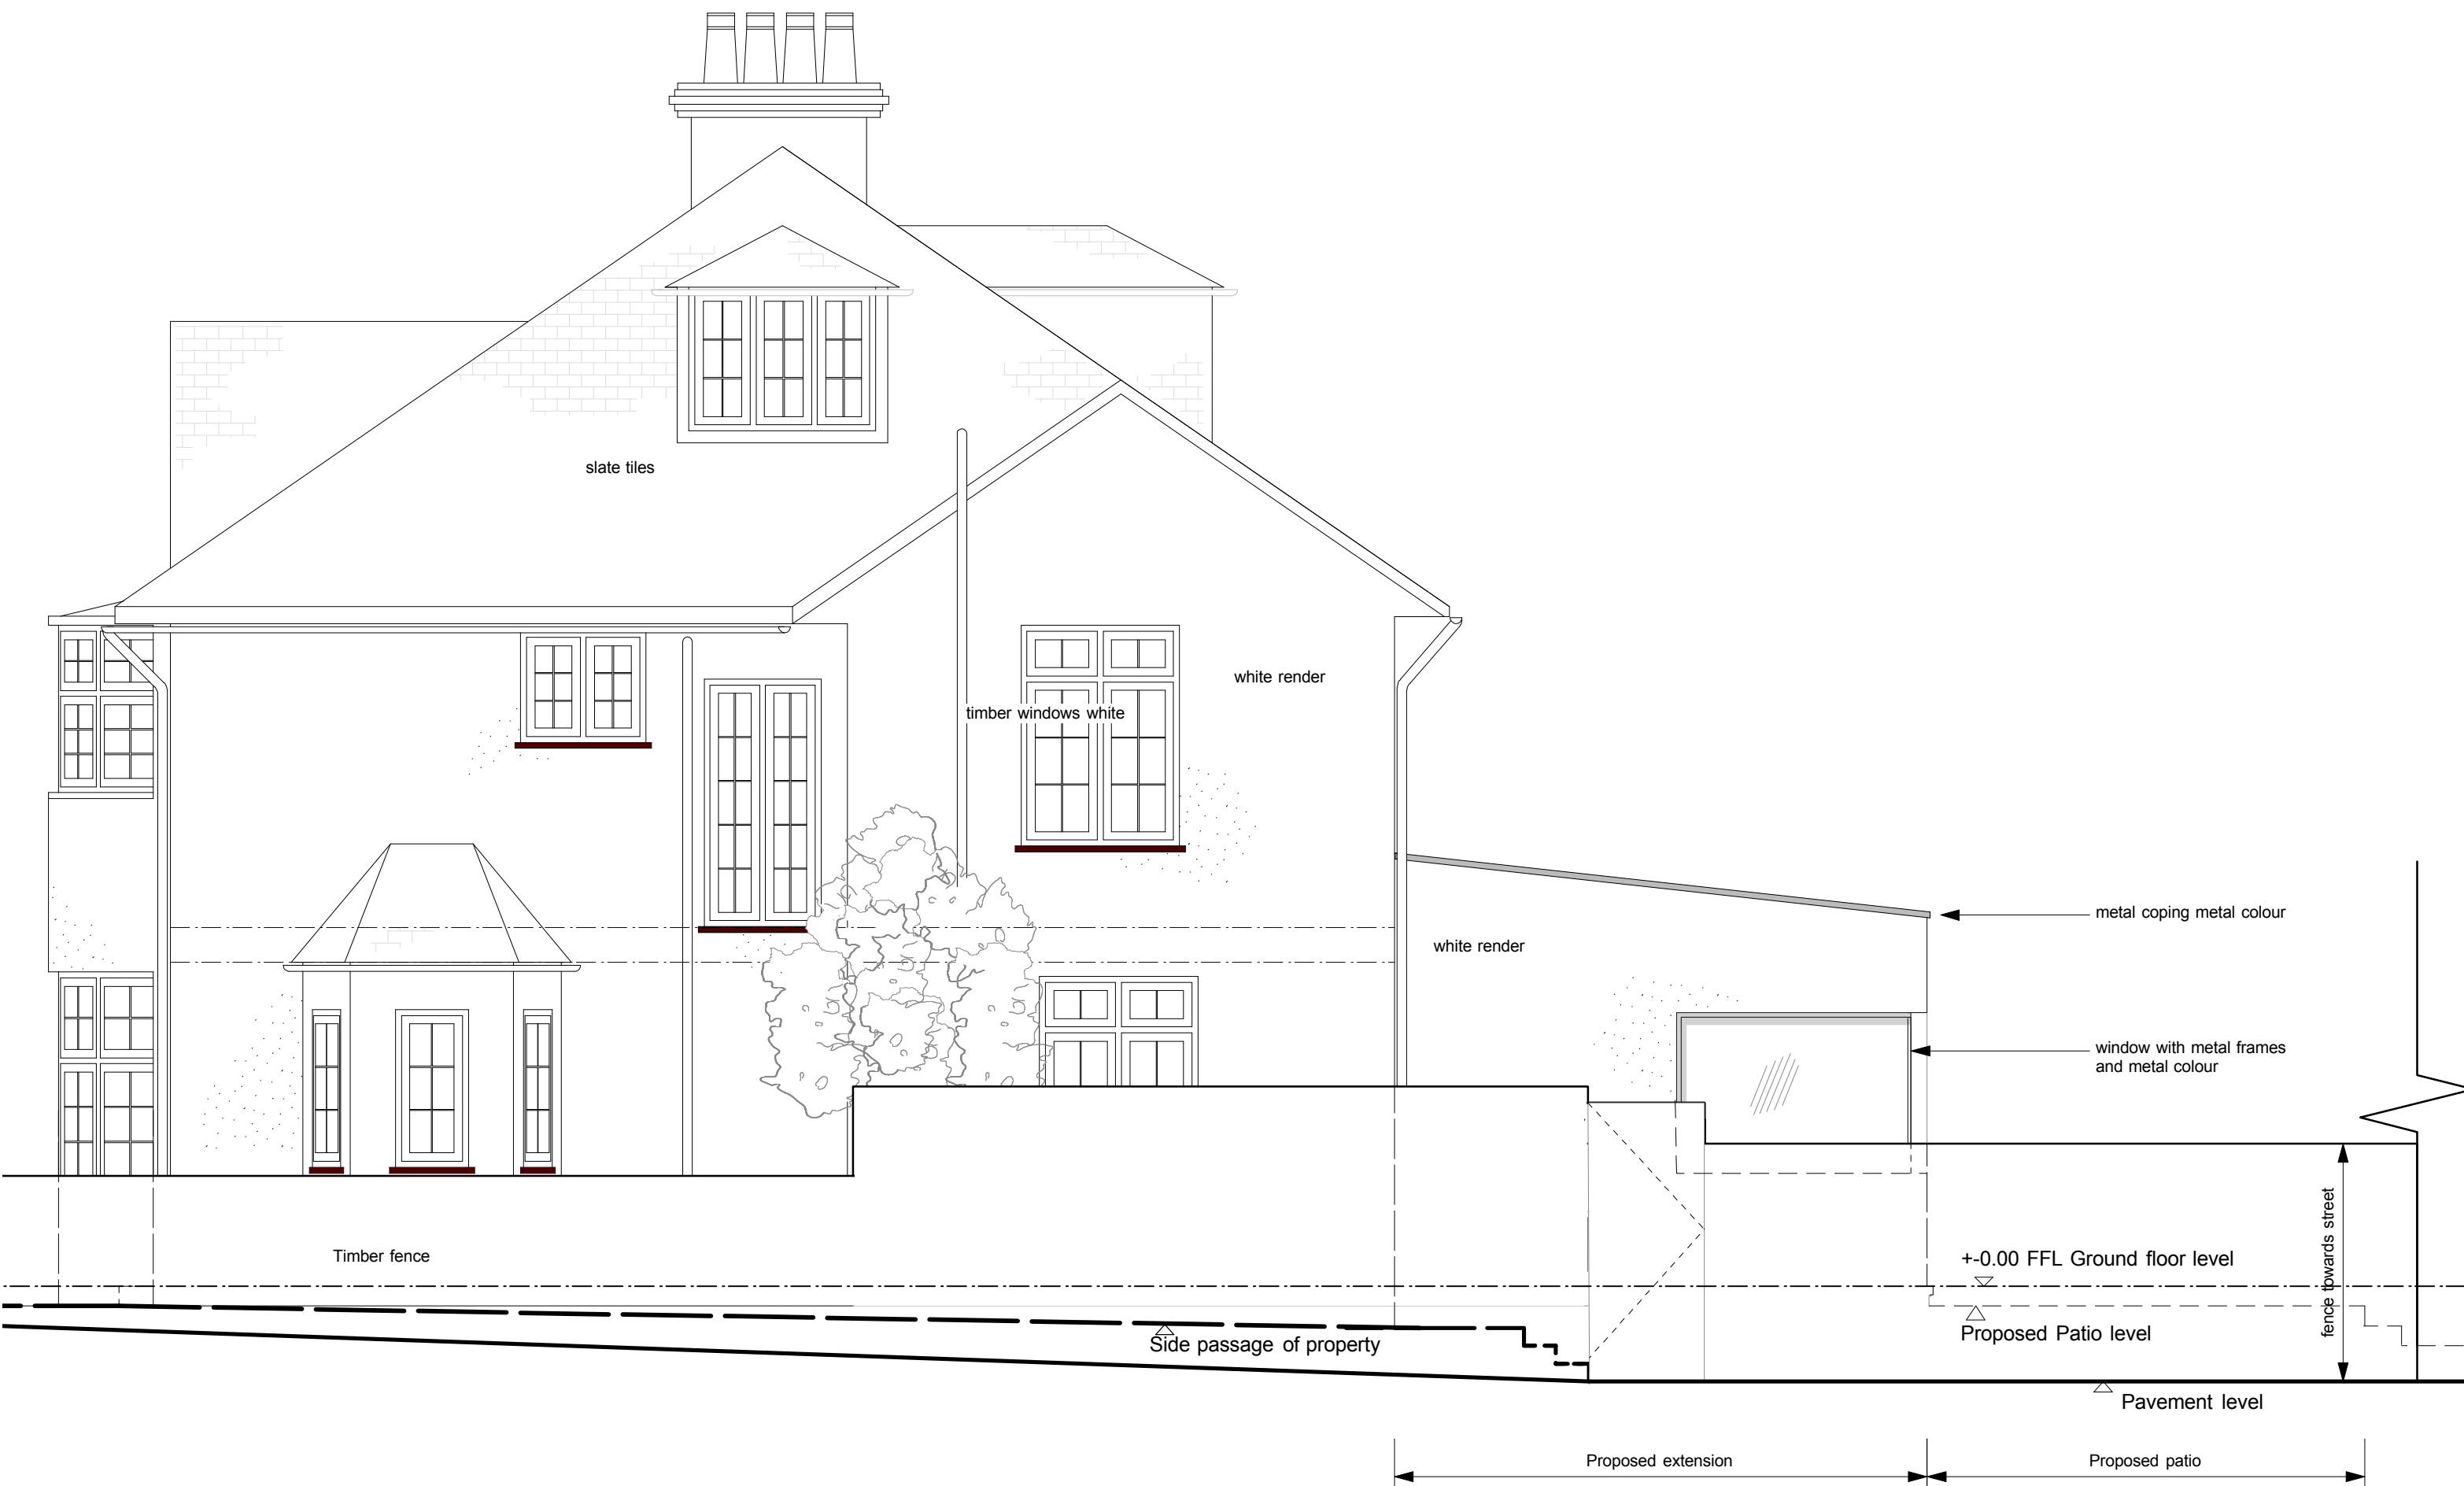 slate tiles
white render
timber windows white
metal coping metal colour
white render
window with metal frames
and metal colour
fence towards street
Timber fence
+-0.00 FFL Ground floor level
Proposed Patio level
Side passage of property
Pavement level
Proposed extension
Proposed patio